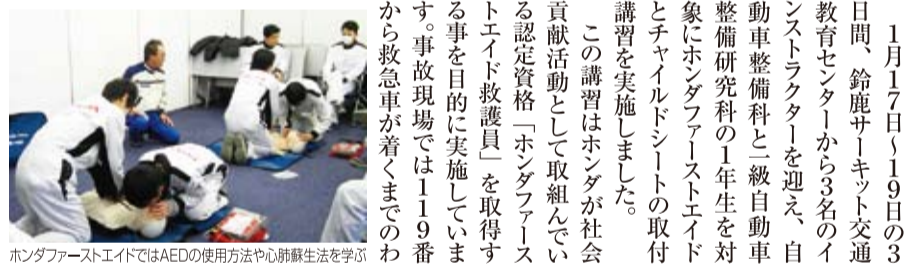 1月17日～19日の3
日間、鈴鹿サーキット交通
教育センターから3名のイ
ンストラクターを迎え、自
動車整備科と一級自動車
整備研究科の1年生を対
象にホンダファーストエイド
とチャイルドシートの取付
講習を実施しました。
　この講習はホンダが社会
貢献活動として取組んでい
る認定資格「ホンダファース
トエイド救護員」を取得す
る事を目的に実施していま
す。事故現場では119番
から救急車が着くまでのわ
ホンダファーストエイドではAEDの使用方法や心肺蘇生法を学ぶ